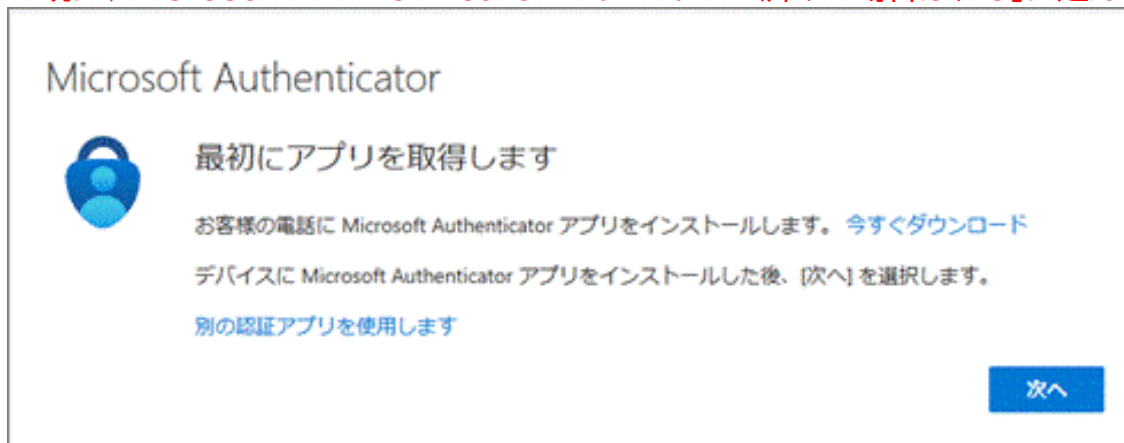 Microsoft Authenticator
最初にアプリを取得します
お客様の電話に Microsoft Authenticator アプリをインストールします。 今すぐダウンロード
デバイスに Microsoft Authenticator アプリをインストールした後、[次へ] を選択します。
別の認証アプリを使用します
次へ